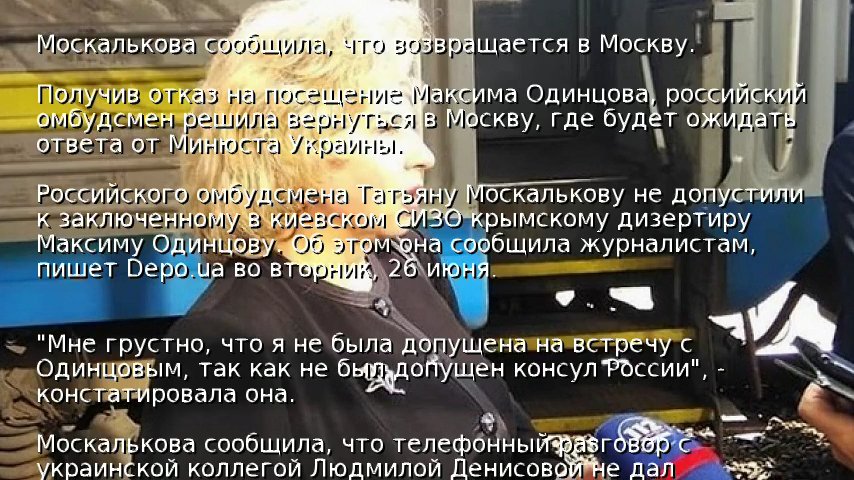 Москалькова сообщила, что возвращается в Москву.
Получив отказ на посещение Максима Одинцова, российский
омбудсмен решила вернуться в Москву, где будет ожидать
ответа от Минюста Украины.
Российского омбудсмена Татьяну Москалькову не допустили
к заключенному в киевском СИЗО крымскому дизертиру
Максиму Одинцову. Об этом она сообщила журналистам,
пишет Depo.ua во вторник, 26 июня.
"Мне грустно, что я не была допущена на встречу с
Одинцовым, так как не был допущен консул России", -
констатировала она.
Москалькова сообщила, что телефонный разговор с
украинской коллегой Людмилой Денисовой не дал